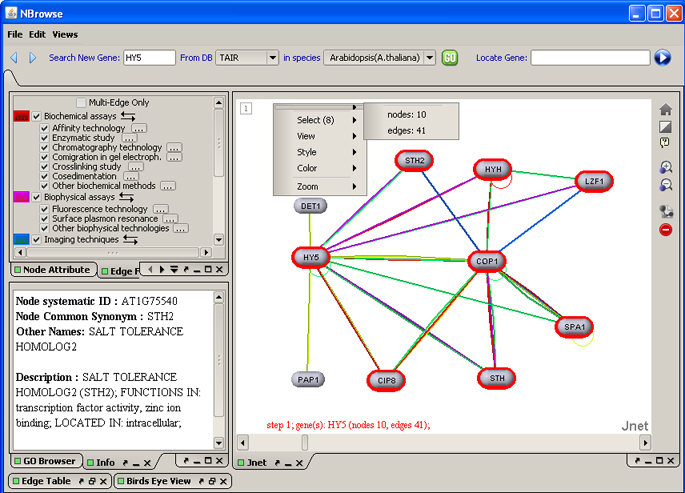 NBrowse
File Edit Views
Search New Gene: HY5 From DB TAIR in species Arabidopsis(A.thaliana) GO Locate Gene:
Multi-Edge Only
Biochemical assays
Affinity technology ...
Enzymatic study ...
Chromatography technology ...
Comigration in gel electroph. ...
Crosslinking study ...
Cosedimentation ...
Other biochemical methods ...
Biophysical assays
Fluorescence technology ...
Surface plasmon resonance ...
Other biophysical technologies ...
Imaging techniques
Node Attribute Edge F
Node systematic ID : AT1G75540
Node Common Synonym : STH2
Other Names: SALT TOLERANCE
HOMOLOG2
Description : SALT TOLERANCE
HOMOLOG2 (STH2); FUNCTIONS IN:
transcription factor activity, zinc ion
binding; LOCATED IN: intracellular;
GO Browser Info
Edge Table Birds Eye View
1
nodes: 10
edges: 41
Select (8)
View
Style
Color
Zoom
STH2
HYH
LZF1
DET1
HY5
COP1
SPA1
PAP1
CIP8
STH
step 1; gene(s): HY5 (nodes 10, edges 41);
Jnet
Jnet